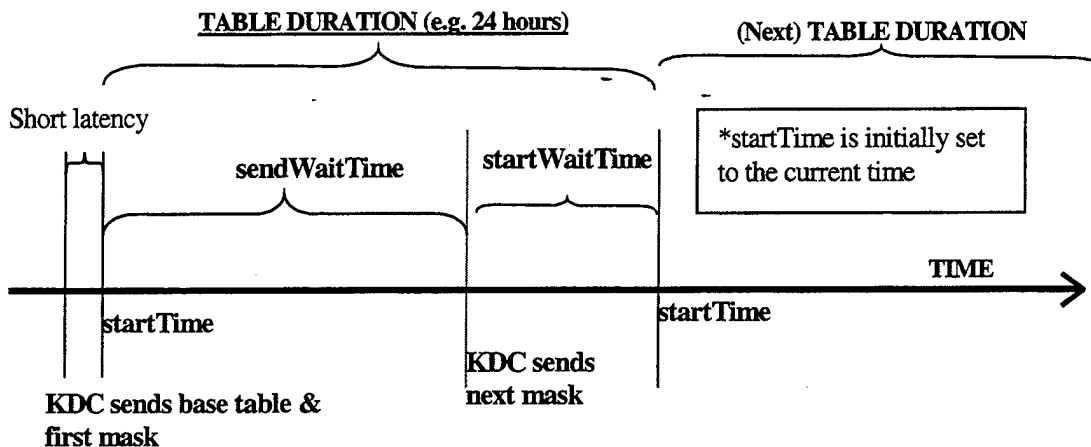 TABLE DURATION (e.g. 24 hours)
(Next) TABLE DURATION
Short latency
sendWaitTime
startWaitTime
*startTime is initially set
to the current time
TIME
startTime
startTime
KDC sends base table &
first mask
KDC sends
next mask